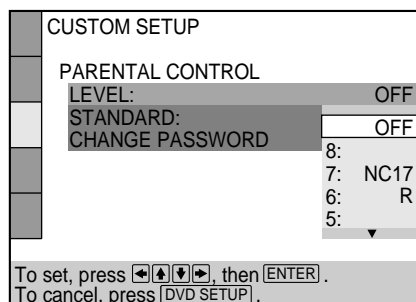 CUSTOM SETUP
PARENTAL CONTROL
LEVEL: OFF
STANDARD: OFF
CHANGE PASSWORD
8:
7: NC17
6: R
5:
To set, press , then ENTER .
To cancel, press DVD SETUP .